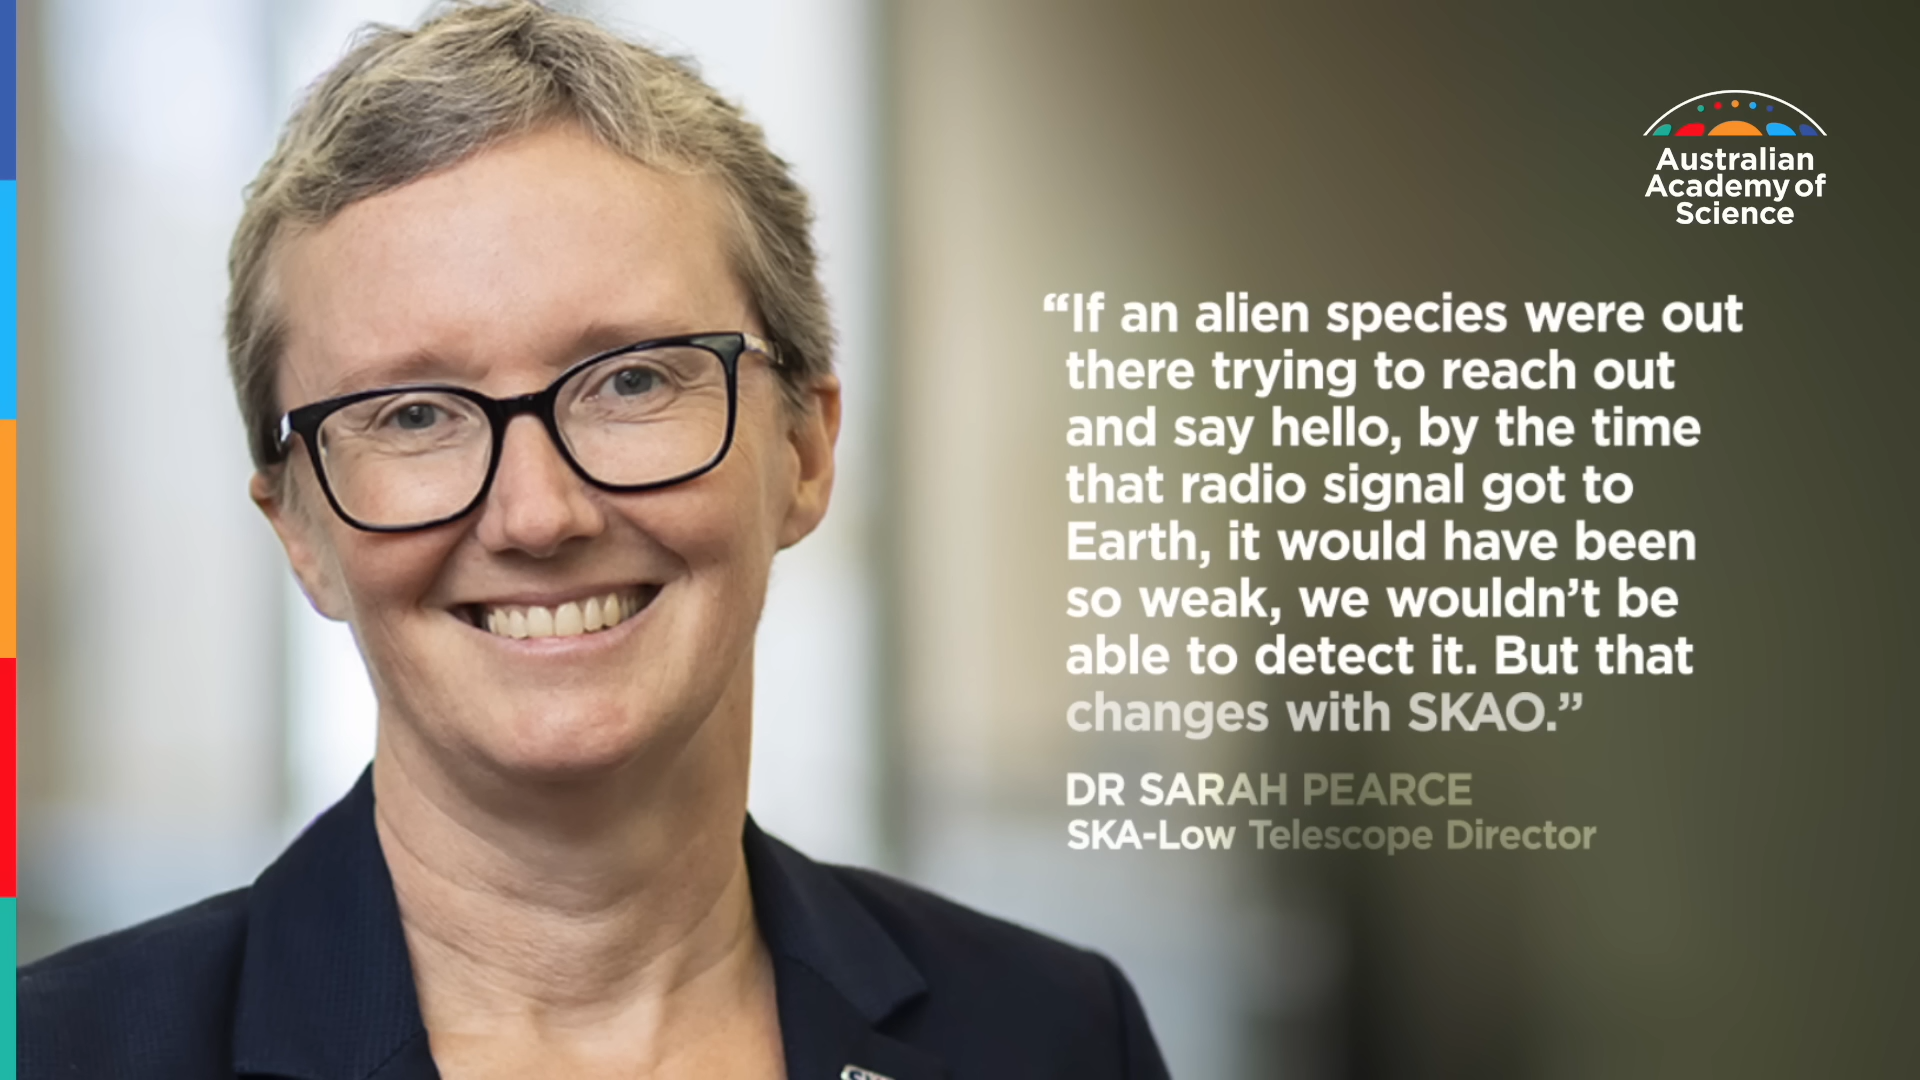 Australian
Academy of
Science
“If an alien species were out
there trying to reach out
and say hello, by the time
that radio signal got to
Earth, it would have been
so weak, we wouldn’t be
able to detect it. But that
changes with SKAO.”
DR SARAH PEARCE
SKA-Low Telescope Director